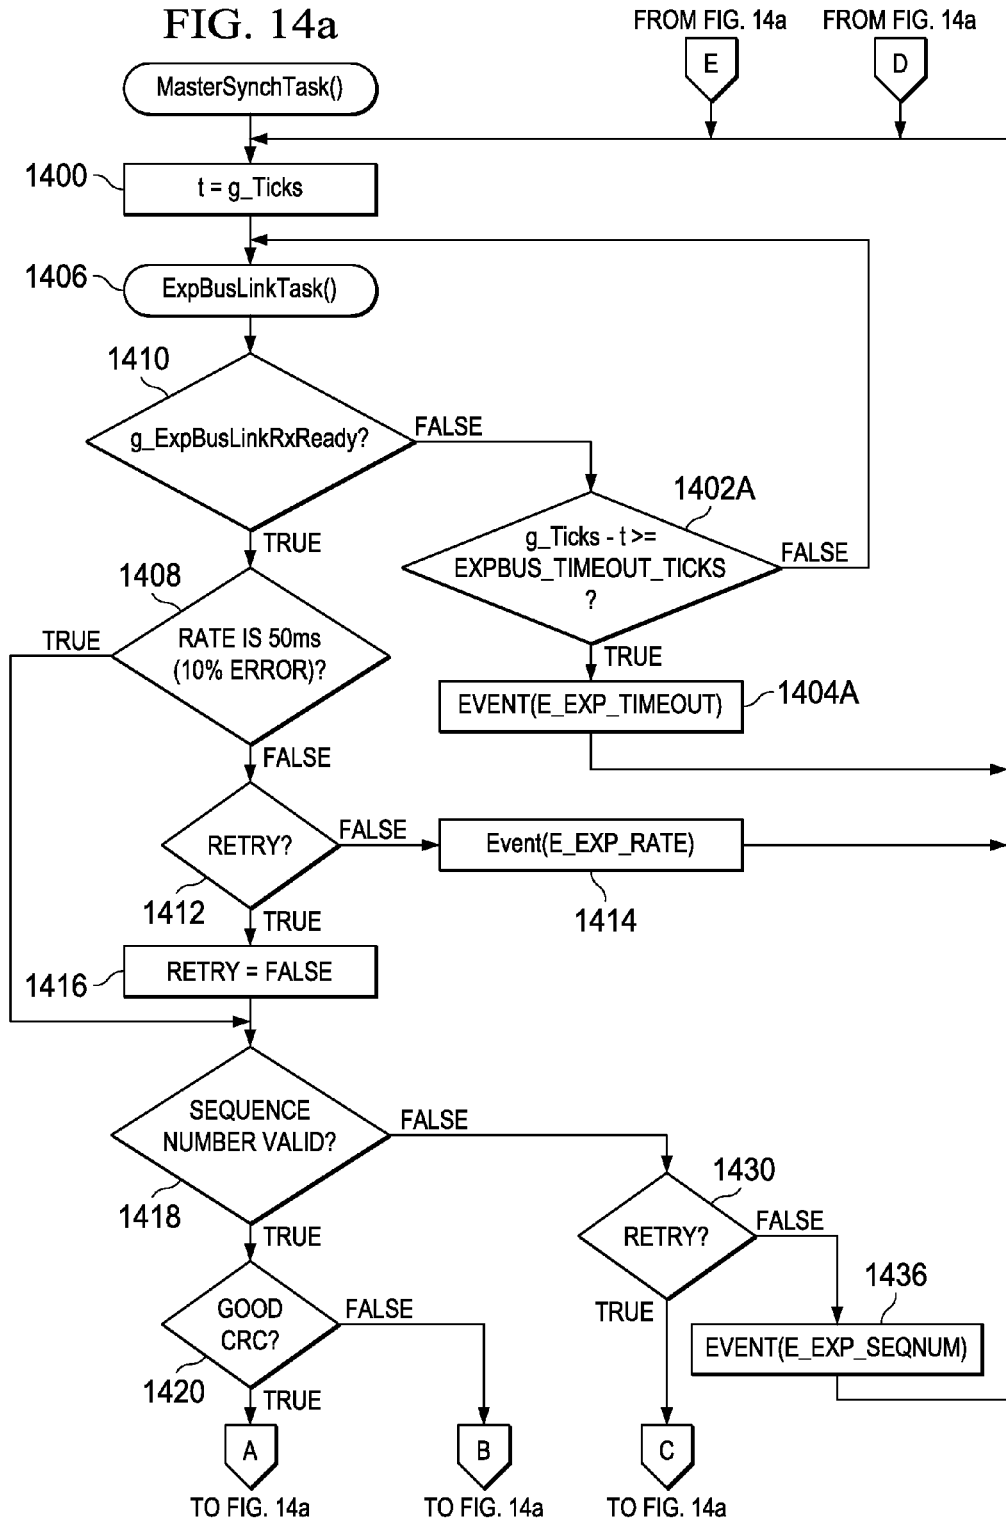 FIG. 14a
FROM FIG. 14a
FROM FIG. 14a
E
D
MasterSynchTask()
1400
t = g_Ticks
1406
ExpBusLinkTask()
1410
g_ExpBusLinkRxReady?
FALSE
1402A
g_Ticks - t >=
EXPBUS_TIMEOUT_TICKS
?
FALSE
TRUE
TRUE
1408
TRUE
RATE IS 50ms
(10% ERROR)?
1404A
EVENT(E_EXP_TIMEOUT)
FALSE
RETRY?
FALSE
Event(E_EXP_RATE)
1412
1414
TRUE
1416
RETRY = FALSE
SEQUENCE
NUMBER VALID?
FALSE
1418
1430
RETRY?
FALSE
TRUE
TRUE
1436
EVENT(E_EXP_SEQNUM)
GOOD
CRC?
FALSE
1420
TRUE
A
B
C
TO FIG. 14a
TO FIG. 14a
TO FIG. 14a